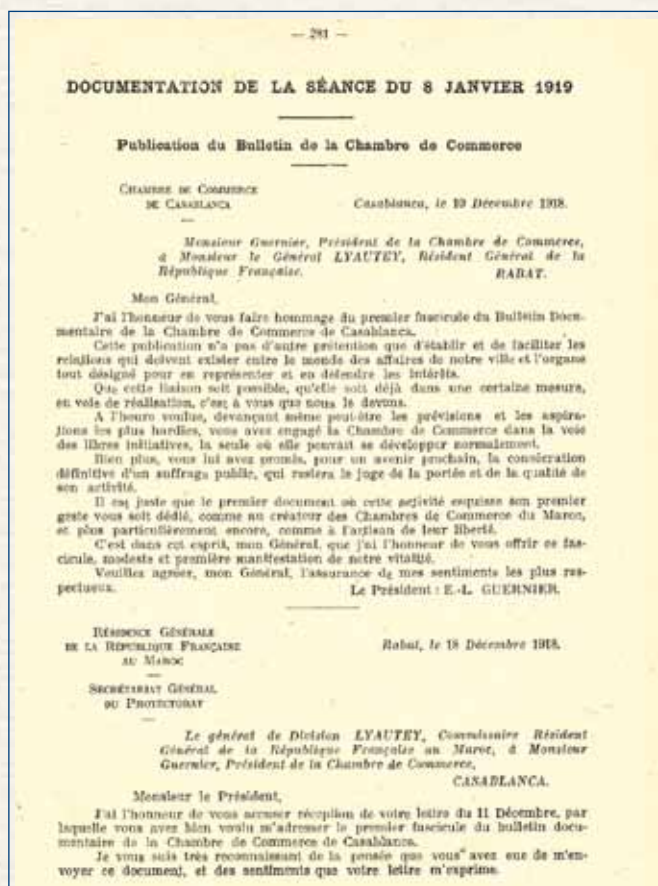 — 281 —
DOCUMENTATION DE LA SÉANCE DU 8 JANVIER 1919
Publication du Bulletin de la Chambre de Commerce
CHAMBRE DE COMMERCE
DE CASABLANCA
Casablanca, le 10 Décembre 1918.
Monsieur Guernier, Président de la Chambre de Commerce,
à Monsieur le Général LYAUTEY, Résident Général de la
République Française. RABAT.
Mon Général,
J'ai l'honneur de vous faire hommage du premier fascicule du Bulletin Docu-
mentaire de la Chambre de Commerce de Casablanca.
Cette publication n'a pas d'autre prétention que d'établir et de faciliter les
relations qui doivent exister entre le monde des affaires de notre ville et l'organe
tout désigné pour en représenter et en défendre les intérêts.
Que cette liaison soit possible, qu'elle soit déjà dans une certaine mesure,
en voie de réalisation, c'est à vous que nous le devons.
A l'heure voulue, devançant même peut-être les prévisions et les aspira-
tions les plus hardies, vous avez engagé la Chambre de Commerce dans la voie
des libres initiatives, la seule où elle pouvait se développer normalement.
Bien plus, vous lui avez promis, pour un avenir prochain, la consécration
définitive d'un suffrage public, qui restera le juge de la portée et de la qualité de
son activité.
Il est juste que le premier document où cette activité esquisse son premier
geste vous soit dédié, comme au créateur des Chambres de Commerce du Maroc,
et plus particulièrement encore, comme à l'artisan de leur liberté.
C'est dans cet esprit, mon Général, que j'ai l'honneur de vous offrir ce fas-
cicule, modeste et première manifestation de notre vitalité.
Veuillez agréer, mon Général, l'assurance de mes sentiments les plus res-
pectueux. Le Président : E.-L. GUERNIER.
RÉSIDENCE GÉNÉRALE
DE LA RÉPUBLIQUE FRANÇAISE
AU MAROC
SECRÉTARIAT GÉNÉRAL
DU PROTECTORAT
Rabat, le 18 Décembre 1918.
Le général de Division LYAUTEY, Commissaire Résident
Général de la République Française au Maroc, à Monsieur
Guernier, Président de la Chambre de Commerce,
CASABLANCA.
Monsieur le Président,
J'ai l'honneur de vous accuser réception de votre lettre du 11 Décembre, par
laquelle vous avez bien voulu m'adresser le premier fascicule du bulletin docu-
mentaire de la Chambre de Commerce de Casablanca.
Je vous suis très reconnaissant de la pensée que vous avez eue de m'en-
voyer ce document, et des sentiments que votre lettre m'exprime.